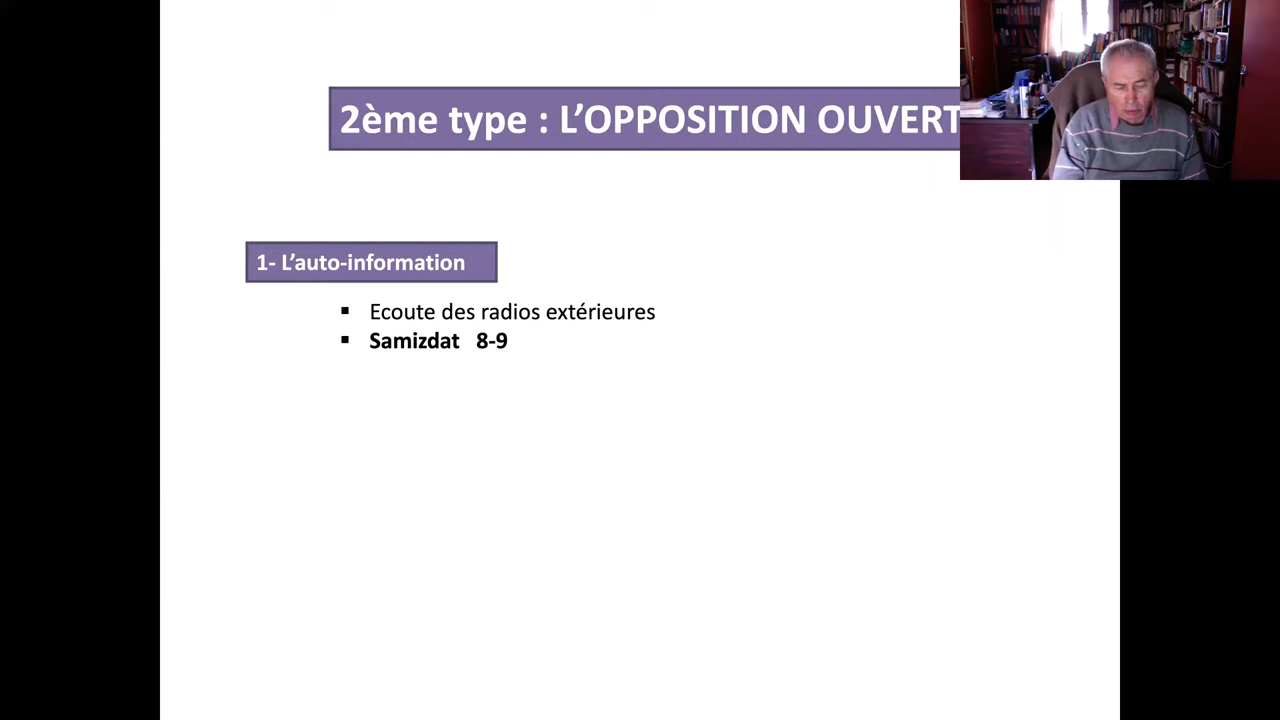 2ème type : L’OPPOSITION OUVERT
1- L’auto-information
▪ Ecoute des radios extérieures
▪ Samizdat 8-9